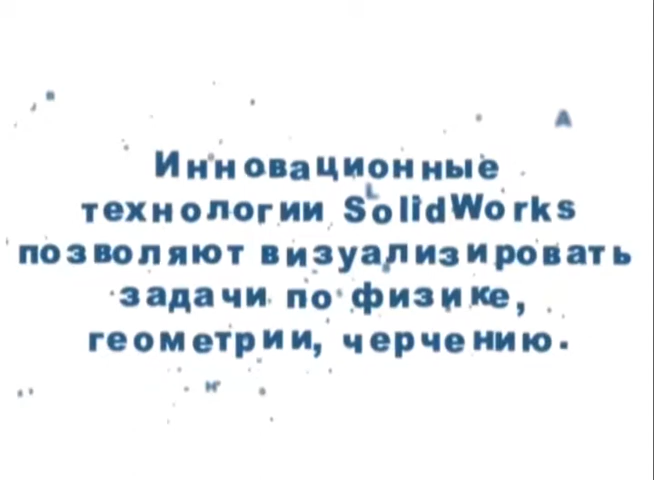 Инновационные
технологии SolidWorks
позволяют визуализировать
задачи по физике,
геометрии, черчению.